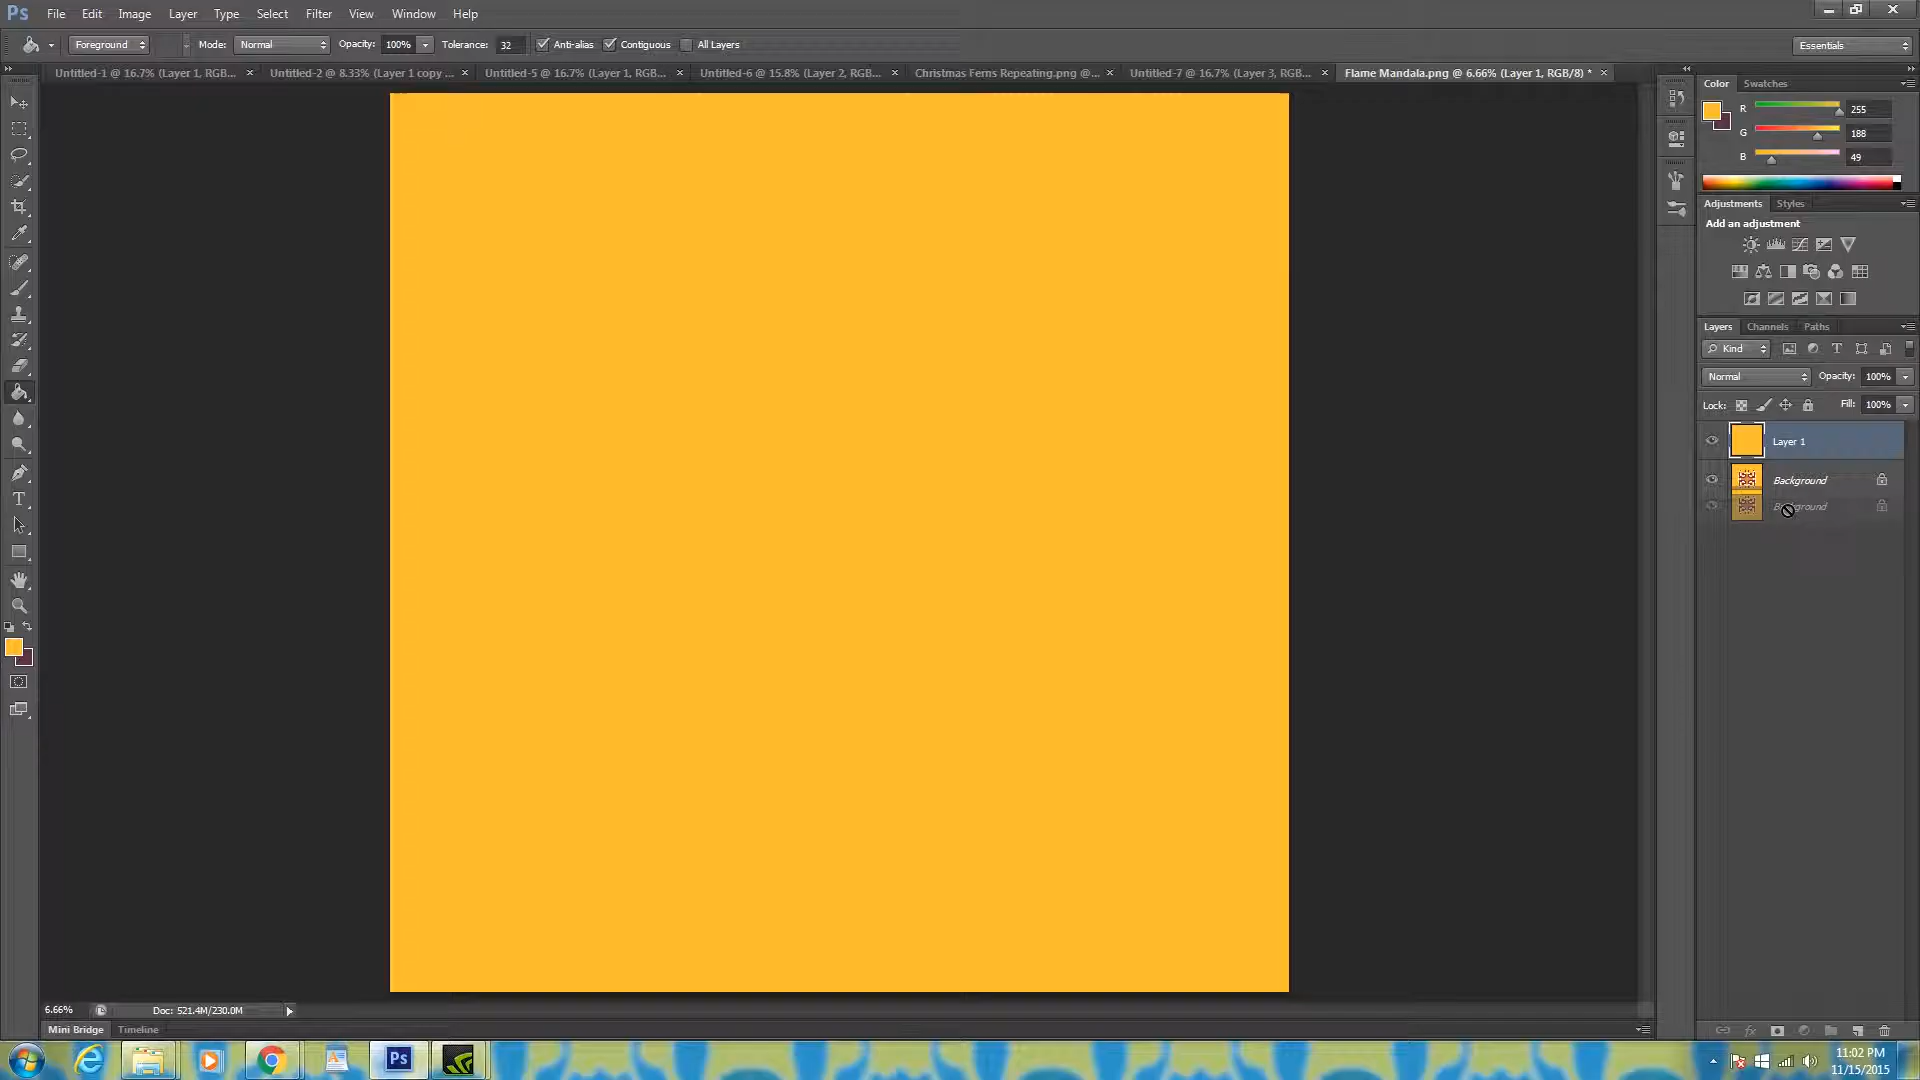 Ps File Edit Image Layer Type Select Filter View Window Help
Foreground Mode: Normal Opacity: 100% Tolerance: 32 Anti-alias Contiguous All Layers Essentials
Untitled-1 @ 16.7% (Layer 1, RGB... Untitled-2 @ 8.33% (Layer 1 copy ... Untitled-5 @ 16.7% (Layer 1, RGB... Untitled-6 @ 15.8% (Layer 2, RGB... Christmas Ferns Repeating.png @... Untitled-7 @ 16.7% (Layer 3, RGB... Flame Mandala.png @ 6.66% (Layer 1, RGB/8) *
Color Swatches
R 255
G 188
B 49
Adjustments Styles
Add an adjustment
Layers Channels Paths
Kind
Normal Opacity: 100%
Lock: Fill: 100%
Layer 1
Background
Background
6.66% Doc: 521.4M/230.0M
Mini Bridge Timeline
Ps
11:02 PM
11/15/2015